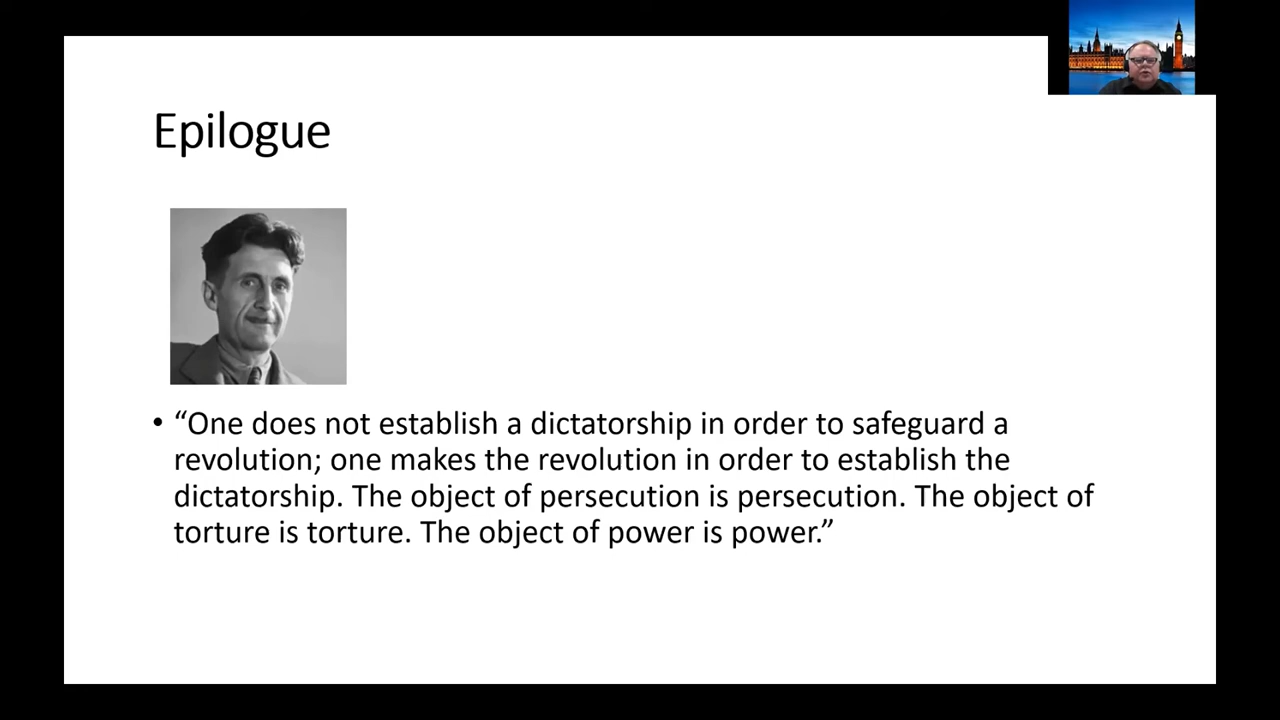 Epilogue
• “One does not establish a dictatorship in order to safeguard a
revolution; one makes the revolution in order to establish the
dictatorship. The object of persecution is persecution. The object of
torture is torture. The object of power is power.”